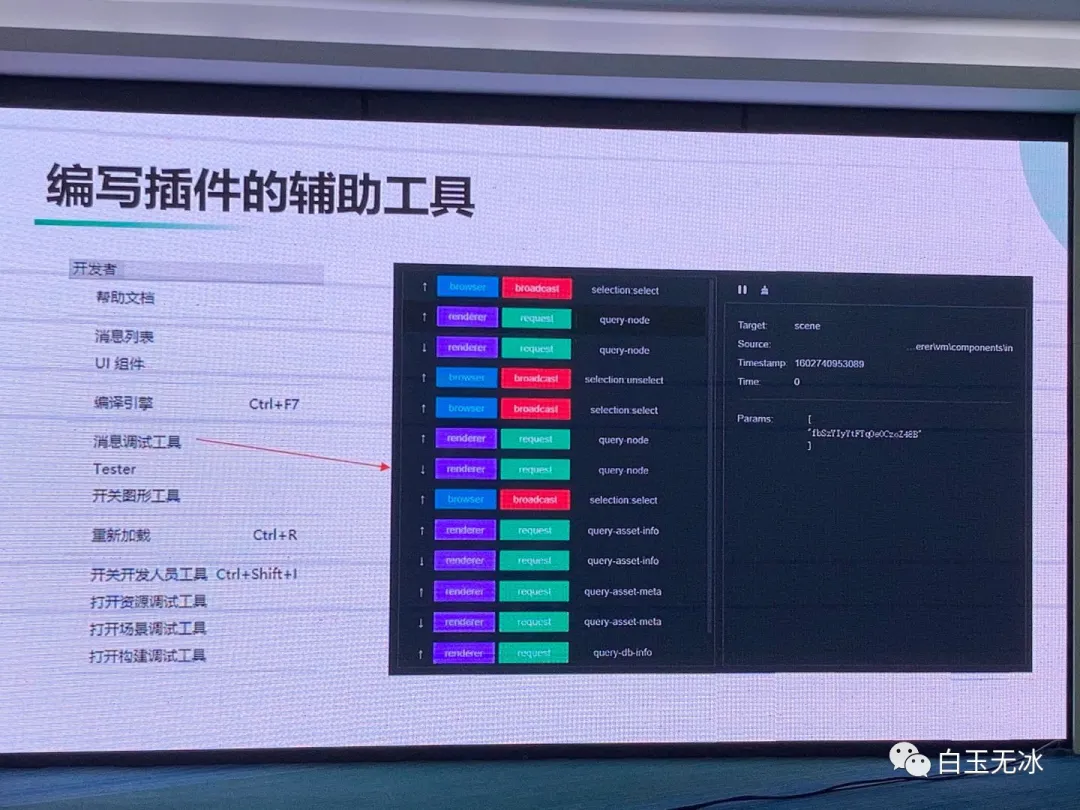 编写插件的辅助工具
开发者
帮助文档
消息列表
UI 组件
编译引擎 Ctrl+F7
消息调试工具
Tester
开关图形工具
重新加载 Ctrl+R
开关开发人员工具 Ctrl+Shift+I
打开资源调试工具
打开场景调试工具
打开构建调试工具
↑ browser broadcast selection:select
↑ renderer request query-node
↓ renderer request query-node
↑ browser broadcast selection:unselect
↑ browser broadcast selection:select
↑ renderer request query-node
↓ renderer request query-node
↑ browser broadcast selection:select
↑ renderer request query-asset-info
↓ renderer request query-asset-info
↑ renderer request query-asset-meta
↓ renderer request query-asset-meta
↑ renderer request query-db-info
Target: scene
Source: ...erer\vm\components\in
Timestamp: 1602740953089
Time: 0
Params: [
]
白玉无冰